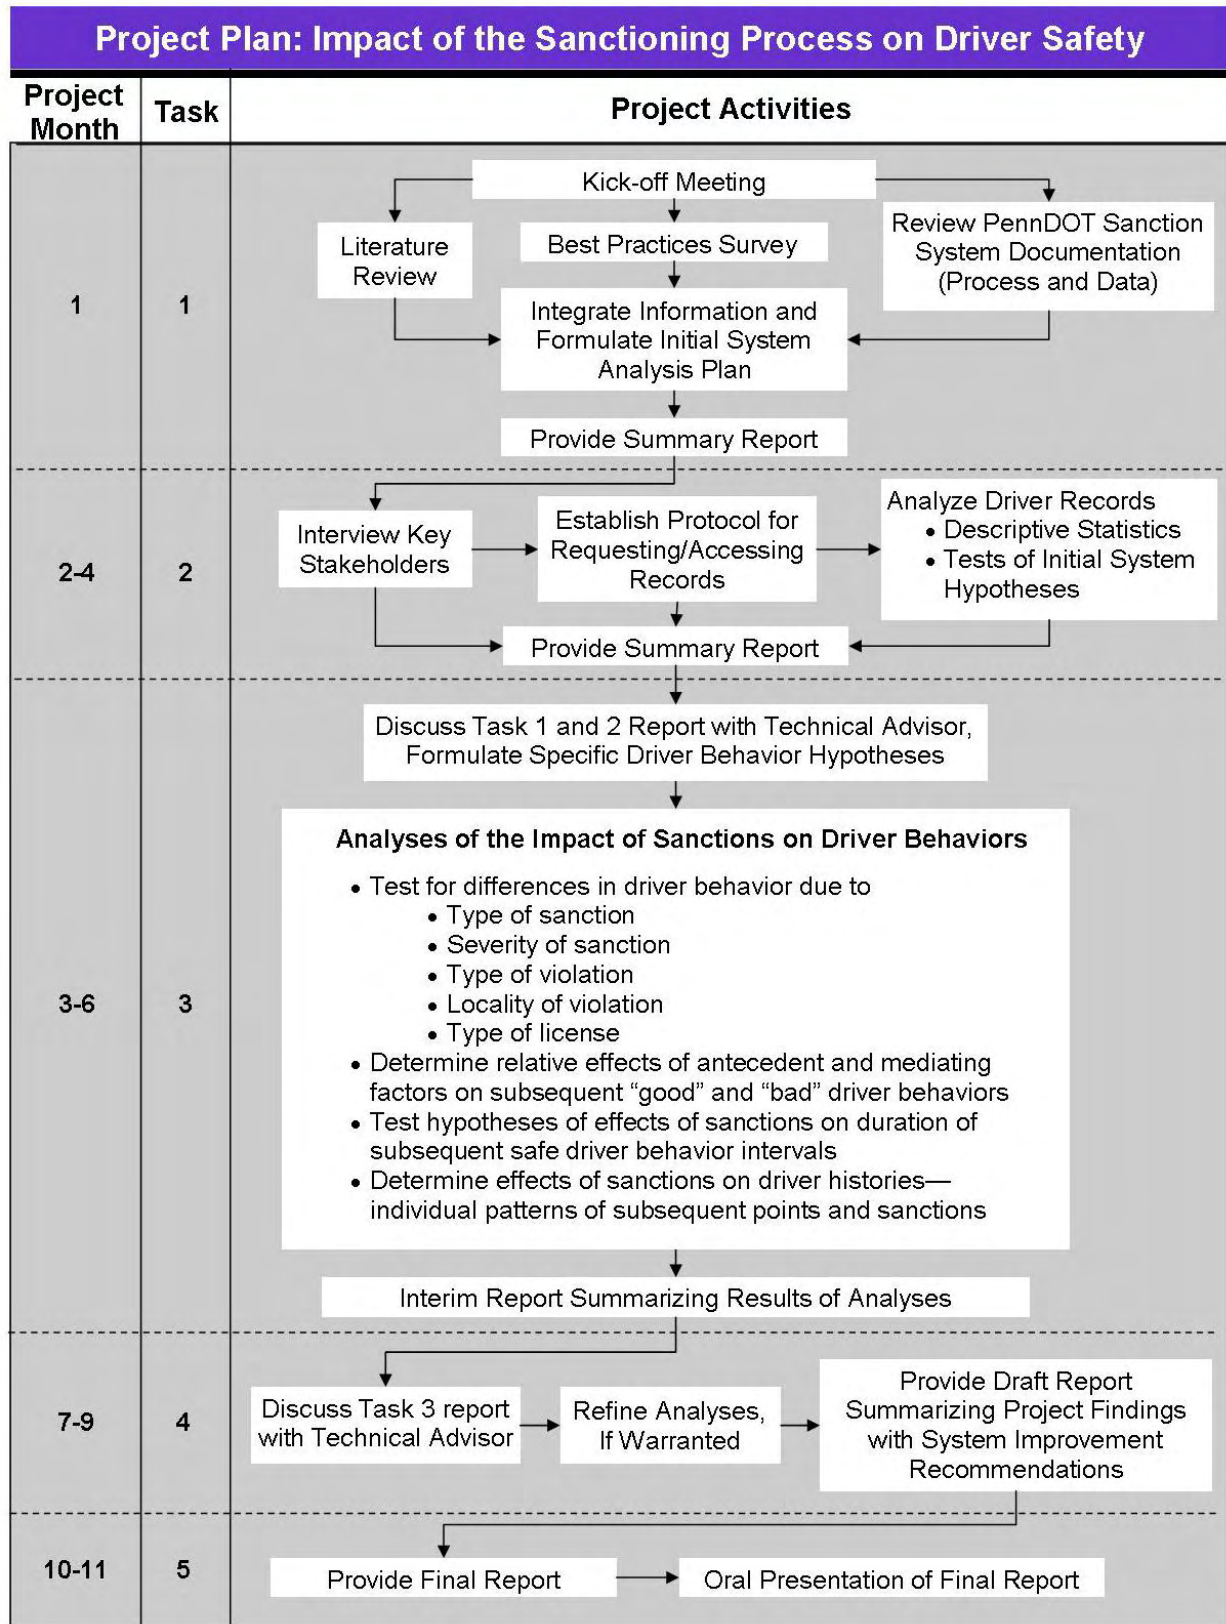 Project Plan: Impact of the Sanctioning Process on Driver Safety
Project
Month
Task
Project Activities
1
1
Kick-off Meeting
Literature
Review
Best Practices Survey
Review PennDOT Sanction
System Documentation
(Process and Data)
Integrate Information and
Formulate Initial System
Analysis Plan
Provide Summary Report
2-4
2
Interview Key
Stakeholders
Establish Protocol for
Requesting/Accessing
Records
Analyze Driver Records
• Descriptive Statistics
• Tests of Initial System
Hypotheses
Provide Summary Report
3-6
3
Discuss Task 1 and 2 Report with Technical Advisor,
Formulate Specific Driver Behavior Hypotheses
Analyses of the Impact of Sanctions on Driver Behaviors
• Test for differences in driver behavior due to
• Type of sanction
• Severity of sanction
• Type of violation
• Locality of violation
• Type of license
• Determine relative effects of antecedent and mediating
factors on subsequent “good” and “bad” driver behaviors
• Test hypotheses of effects of sanctions on duration of
subsequent safe driver behavior intervals
• Determine effects of sanctions on driver histories—
individual patterns of subsequent points and sanctions
Interim Report Summarizing Results of Analyses
7-9
4
Discuss Task 3 report
with Technical Advisor
Refine Analyses,
If Warranted
Provide Draft Report
Summarizing Project Findings
with System Improvement
Recommendations
10-11
5
Provide Final Report
Oral Presentation of Final Report